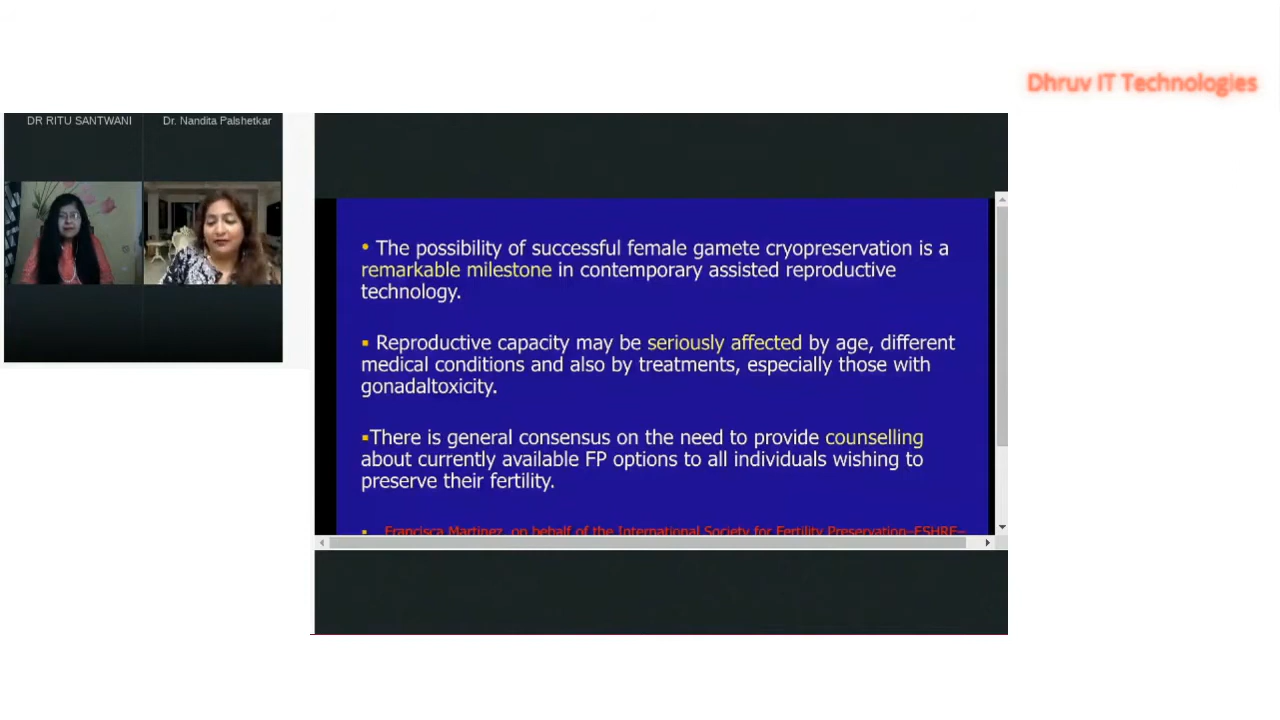 Dhruv IT Technologies
DR RITU SANTWANI
Dr. Nandita Palshetkar
• The possibility of successful female gamete cryopreservation is a
remarkable milestone in contemporary assisted reproductive
technology.
▪ Reproductive capacity may be seriously affected by age, different
medical conditions and also by treatments, especially those with
gonadaltoxicity.
▪There is general consensus on the need to provide counselling
about currently available FP options to all individuals wishing to
preserve their fertility.
▪ Francisca Martinez, on behalf of the International Society for Fertility Preservation–ESHRE–